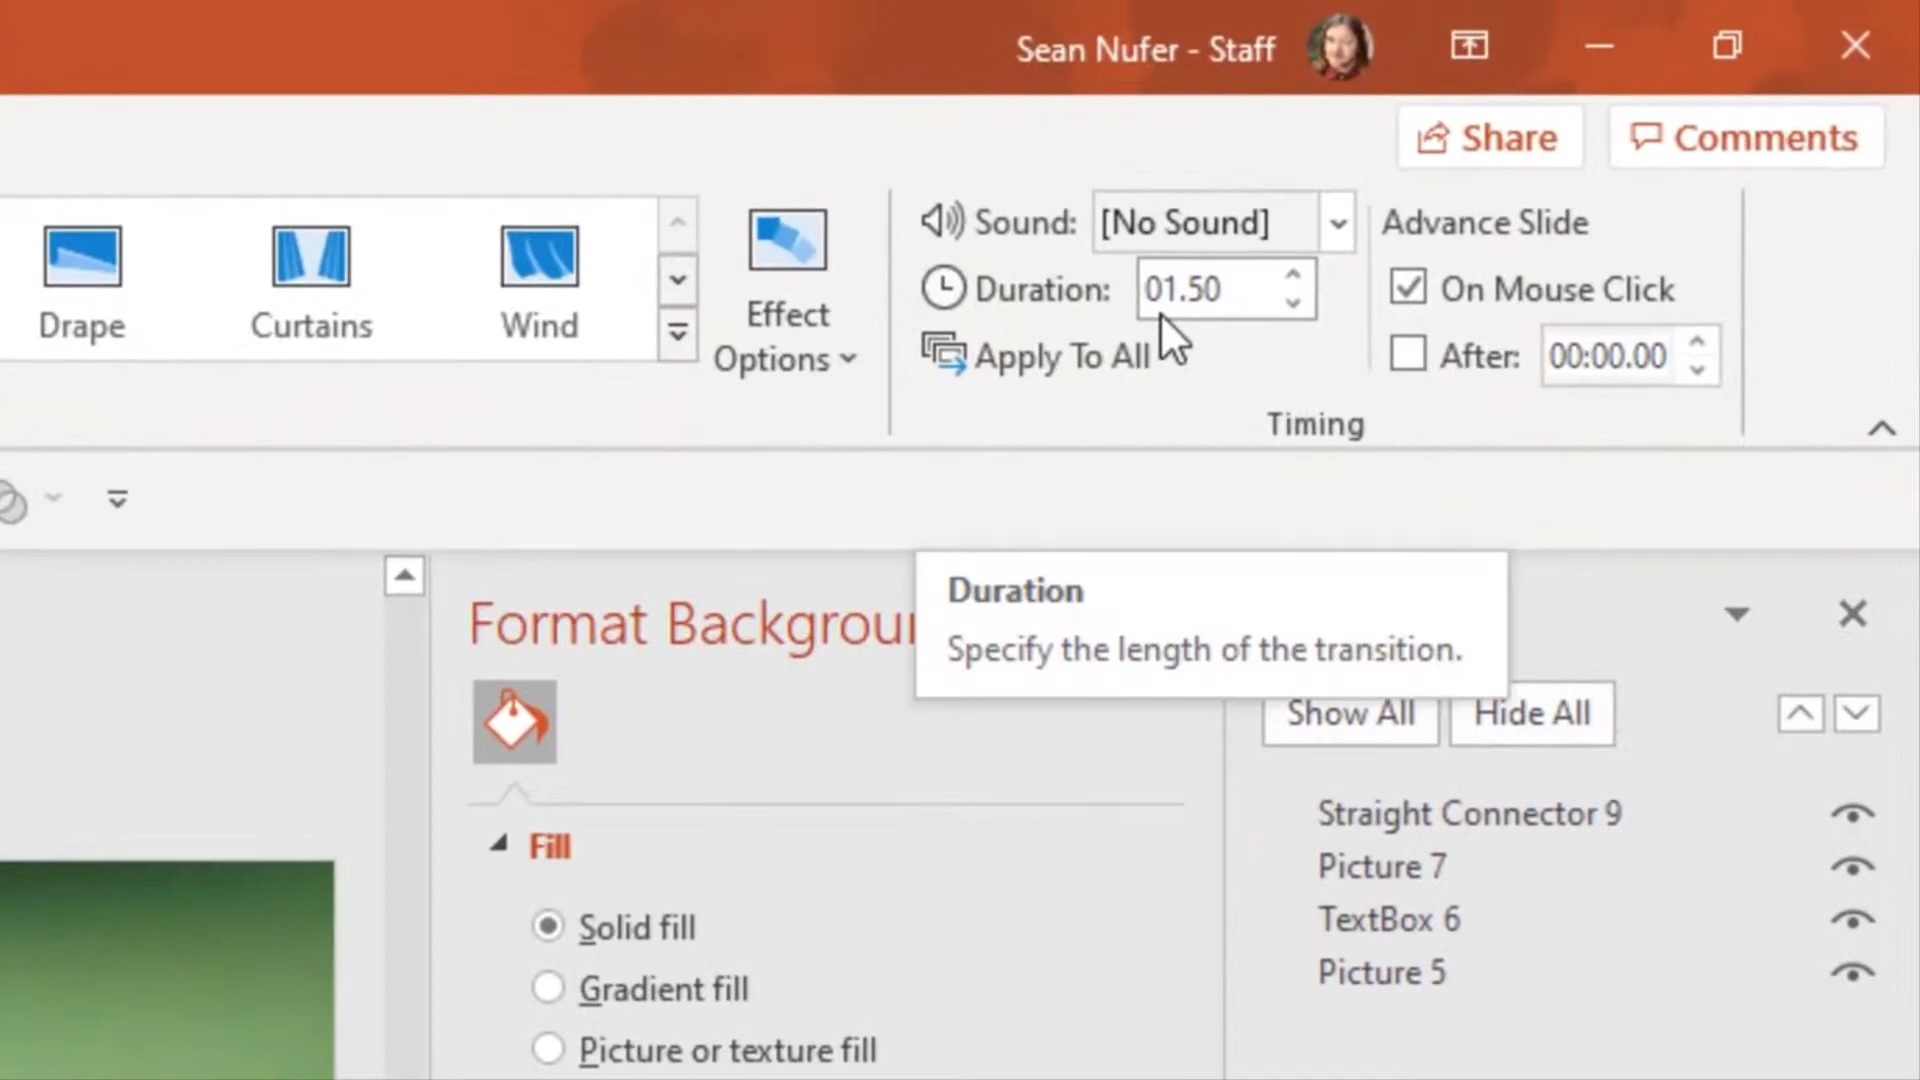 Sean Nufer - Staff
Share
Comments
Drape
Curtains
Wind
Effect
Options
Sound: [No Sound]
Duration: 01.50
Apply To All
Advance Slide
On Mouse Click
After: 00:00.00
Timing
Duration
Specify the length of the transition.
Format Backgroun
Show All
Hide All
Fill
Solid fill
Gradient fill
Picture or texture fill
Straight Connector 9
Picture 7
TextBox 6
Picture 5